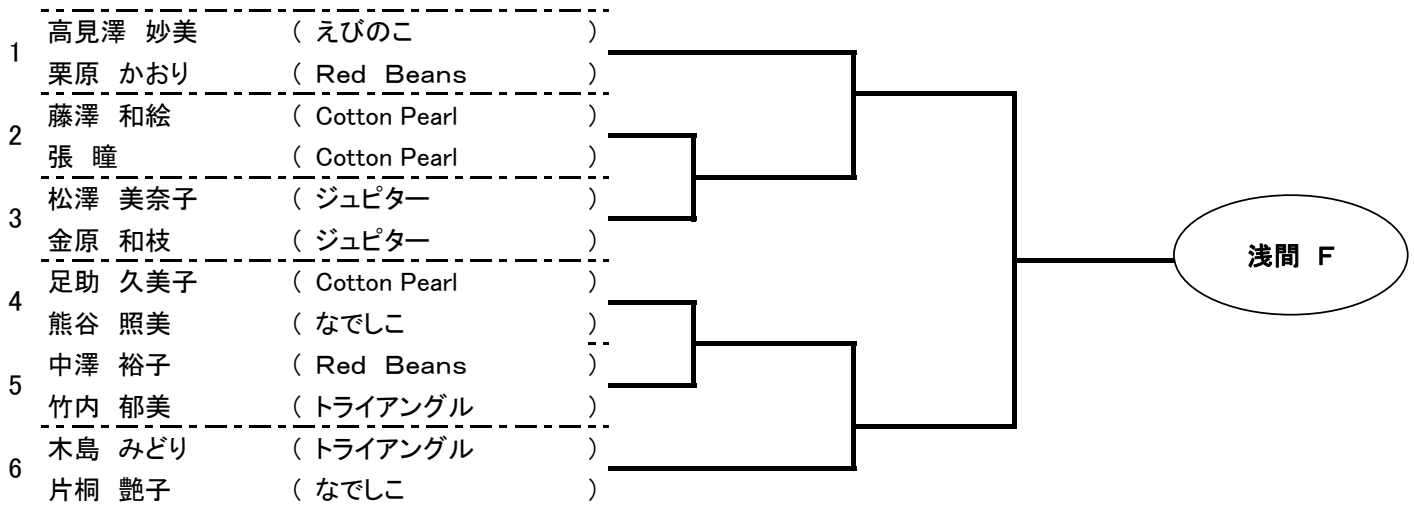 1
高見澤 妙美 ( えびのこ )
栗原 かおり ( Red Beans )
2
藤澤 和絵 ( Cotton Pearl )
張 瞳 ( Cotton Pearl )
3
松澤 美奈子 ( ジュピター )
金原 和枝 ( ジュピター )
浅間 F
4
足助 久美子 ( Cotton Pearl )
熊谷 照美 ( なでしこ )
5
中澤 裕子 ( Red Beans )
竹内 郁美 ( トライアングル )
6
木島 みどり ( トライアングル )
片桐 艶子 ( なでしこ )